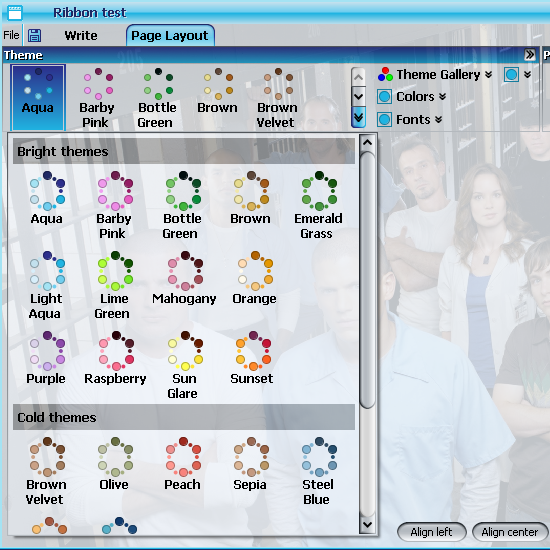 Ribbon test
File Write Page Layout
Theme P
Aqua Barby Pink Bottle Green Brown Brown Velvet
Theme Gallery
Colors
Fonts
Bright themes
Aqua Barby Pink Bottle Green Brown Emerald Grass
Light Aqua Lime Green Mahogany Orange
Purple Raspberry Sun Glare Sunset
Cold themes
Brown Velvet Olive Peach Sepia Steel Blue
Align left Align center